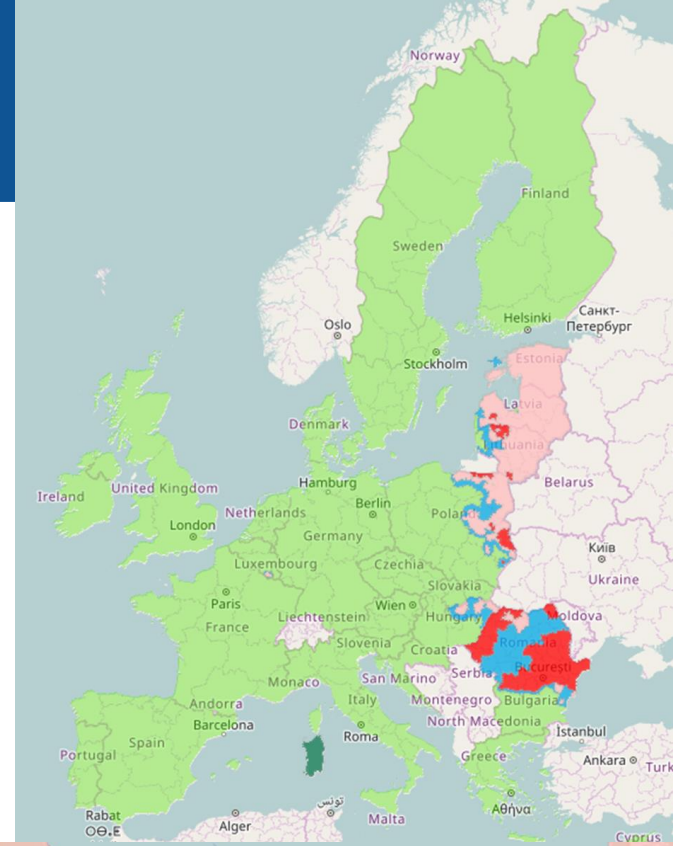 Norway
Finland
Sweden
Oslo
Helsinki
Санкт-
Петербург
Stockholm
Estonia
Latvia
Denmark
Lithuania
Ireland
United Kingdom
Hamburg
Belarus
Netherlands
Berlin
Poland
London
Germany
Київ
Luxembourg
Czechia
Ukraine
Slovakia
Paris
Wien
Liechtenstein
Hungary
Moldova
France
Slovenia
Romania
Croatia
București
Monaco
San Marino
Serbia
Andorra
Italy
Montenegro
Bulgaria
Barcelona
North Macedonia
Roma
İstanbul
Portugal
Spain
Greece
Ankara
Turk
تونس
Αθήνα
Rabat
ⵔⴱⴰⵟ
Alger
Malta
Cyprus